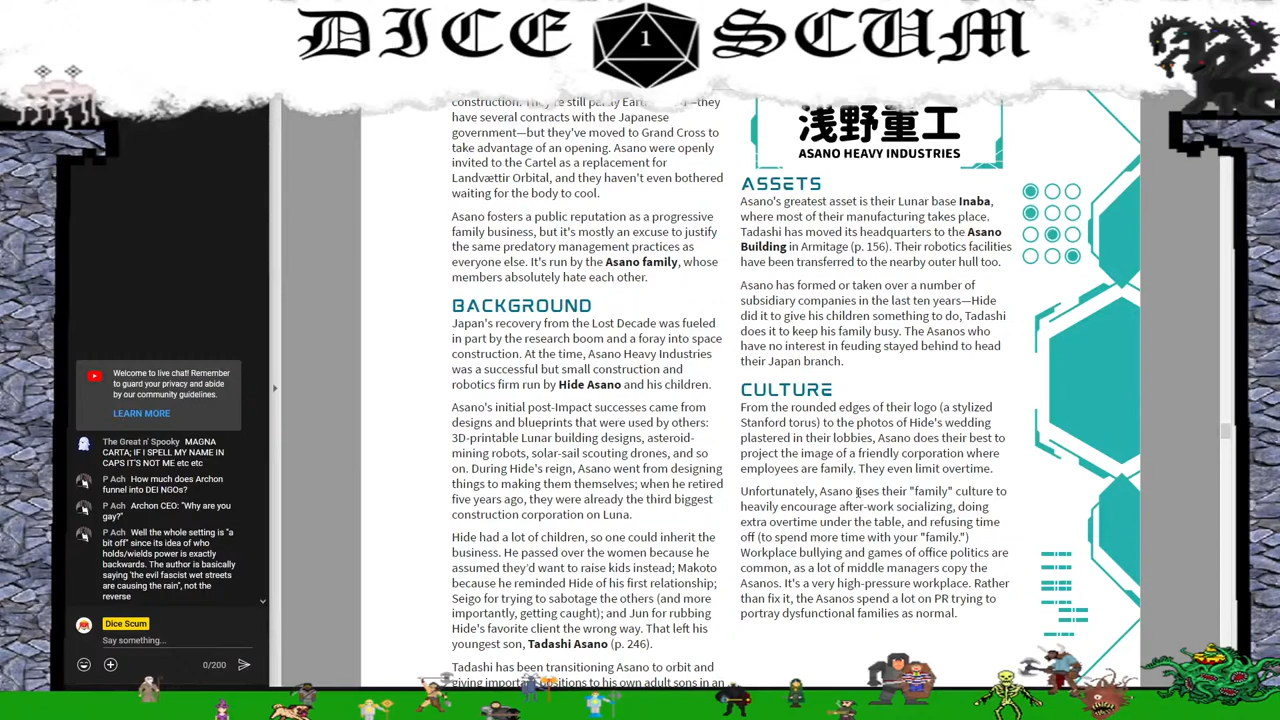 DICE SCUM
1
construction. They're still partly Earth
they
have several contracts with the Japanese
government—but they've moved to Grand Cross to
take advantage of an opening. Asano were openly
invited to the Cartel as a replacement for
Landvættir Orbital, and they haven't even bothered
waiting for the body to cool.
Asano fosters a public reputation as a progressive
family business, but it's mostly an excuse to justify
the same predatory management practices as
everyone else. It's run by the Asano family, whose
members absolutely hate each other.
BACKGROUND
Japan's recovery from the Lost Decade was fueled
in part by the research boom and a foray into space
construction. At the time, Asano Heavy Industries
was a successful but small construction and
robotics firm run by Hide Asano and his children.
Asano's initial post-Impact successes came from
designs and blueprints that were used by others:
3D-printable Lunar building designs, asteroid-
mining robots, solar-sail scouting drones, and so
on. During Hide's reign, Asano went from designing
things to making them themselves; when he retired
five years ago, they were already the third biggest
construction corporation on Luna.
Hide had a lot of children, so one could inherit the
business. He passed over the women because he
assumed they'd want to raise kids instead; Makoto
because he reminded Hide of his first relationship;
Seigo for trying to sabotage the others (and more
importantly, getting caught); and Jun for rubbing
Hide's favorite client the wrong way. That left his
youngest son, Tadashi Asano (p. 246).
Tadashi has been transitioning Asano to orbit and
giving important positions to his own adult sons in an
浅野重工
ASANO HEAVY INDUSTRIES
ASSETS
Asano's greatest asset is their Lunar base Inaba,
where most of their manufacturing takes place.
Tadashi has moved its headquarters to the Asano
Building in Armitage (p. 156). Their robotics facilities
have been transferred to the nearby outer hull too.
Asano has formed or taken over a number of
subsidiary companies in the last ten years—Hide
did it to give his children something to do, Tadashi
does it to keep his family busy. The Asanos who
have no interest in feuding stayed behind to head
their Japan branch.
CULTURE
From the rounded edges of their logo (a stylized
Stanford torus) to the photos of Hide's wedding
plastered in their lobbies, Asano does their best to
project the image of a friendly corporation where
employees are family. They even limit overtime.
Unfortunately, Asano uses their "family" culture to
heavily encourage after-work socializing, doing
extra overtime under the table, and refusing time
off (to spend more time with your "family.")
Workplace bullying and games of office politics are
common, as a lot of middle managers copy the
Asanos. It's a very high-pressure workplace. Rather
than fix it, the Asanos spend a lot on PR trying to
portray dysfunctional families as normal.
Welcome to live chat! Remember
to guard your privacy and abide
by our community guidelines.
LEARN MORE
The Great n' Spooky MAGNA
CARTA; IF I SPELL MY NAME IN
CAPS IT'S NOT ME etc etc
P Ach How much does Archon
funnel into DEI NGOs?
P Ach Archon CEO: "Why are you
gay?"
P Ach Well the whole setting is "a
bit off" since its idea of who
holds/wields power is exactly
backwards. The author is basically
saying 'the evil fascist wet streets
are causing the rain", not the
reverse
Dice Scum
Say something...
0/200